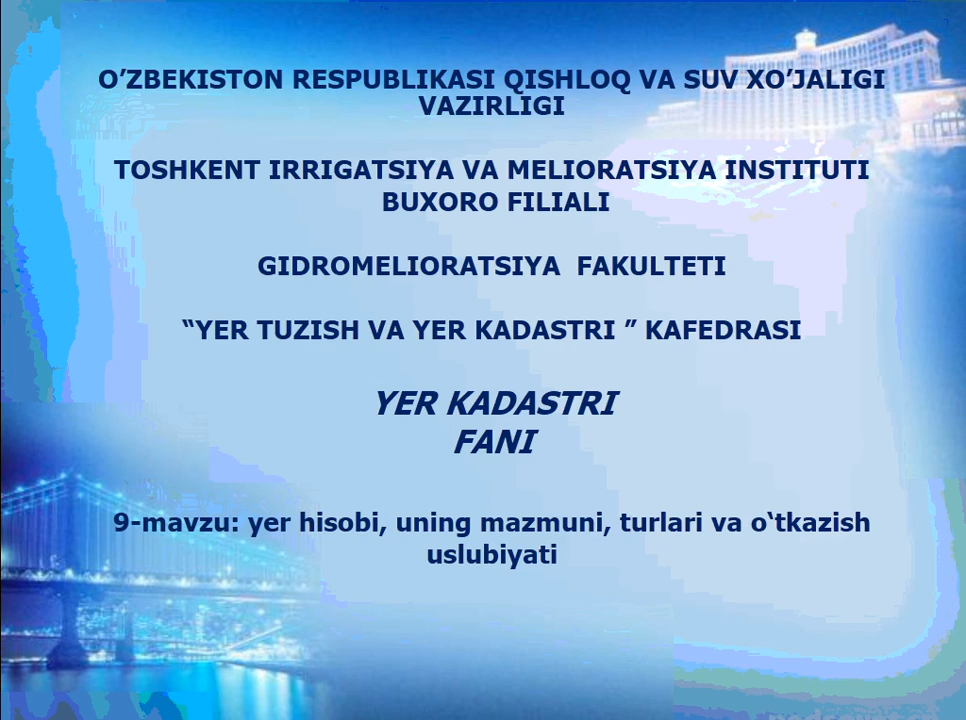 O’ZBEKISTON RESPUBLIKASI QISHLOQ VA SUV XO’JALIGI
VAZIRLIGI
TOSHKENT IRRIGATSIYA VA MELIORATSIYA INSTITUTI
BUXORO FILIALI
GIDROMELIORATSIYA FAKULTETI
“YER TUZISH VA YER KADASTRI ” KAFEDRASI
YER KADASTRI
FANI
9-mavzu: yer hisobi, uning mazmuni, turlari va o‘tkazish
uslubiyati